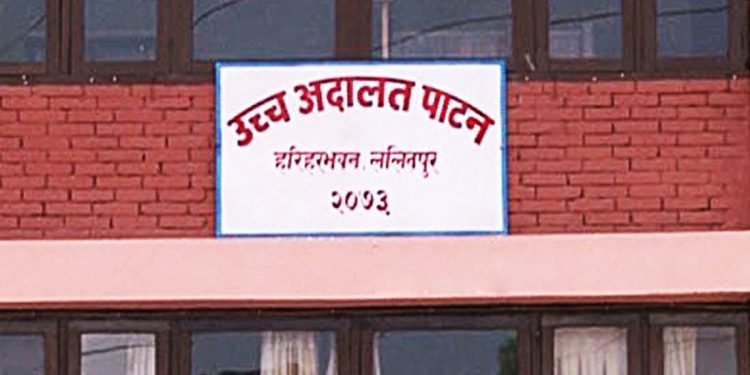 उच्च अदालत पाटन
हरिहरभवन, ललितपुर
२०७३